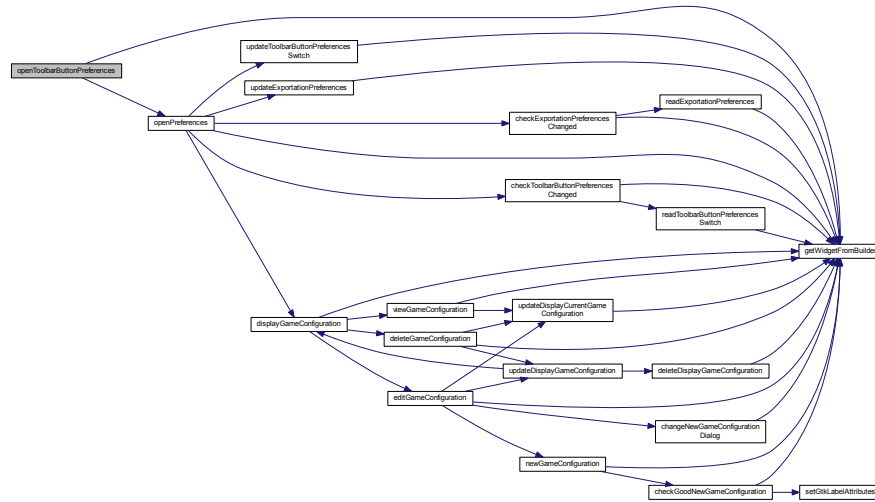 openToolbarButtonPreferences
updateToolbarButtonPreferences
Switch
updateExportationPreferences
openPreferences
checkExportationPreferences
Changed
readExportationPreferences
checkToolbarButtonPreferences
Changed
readToolbarButtonPreferences
Switch
getWidgetFromBuilder
displayGameConfiguration
viewGameConfiguration
updateDisplayCurrentGame
Configuration
deleteGameConfiguration
updateDisplayGameConfiguration
deleteDisplayGameConfiguration
editGameConfiguration
changeNewGameConfiguration
Dialog
newGameConfiguration
checkGoodNewGameConfiguration
setGtkLabelAttributes